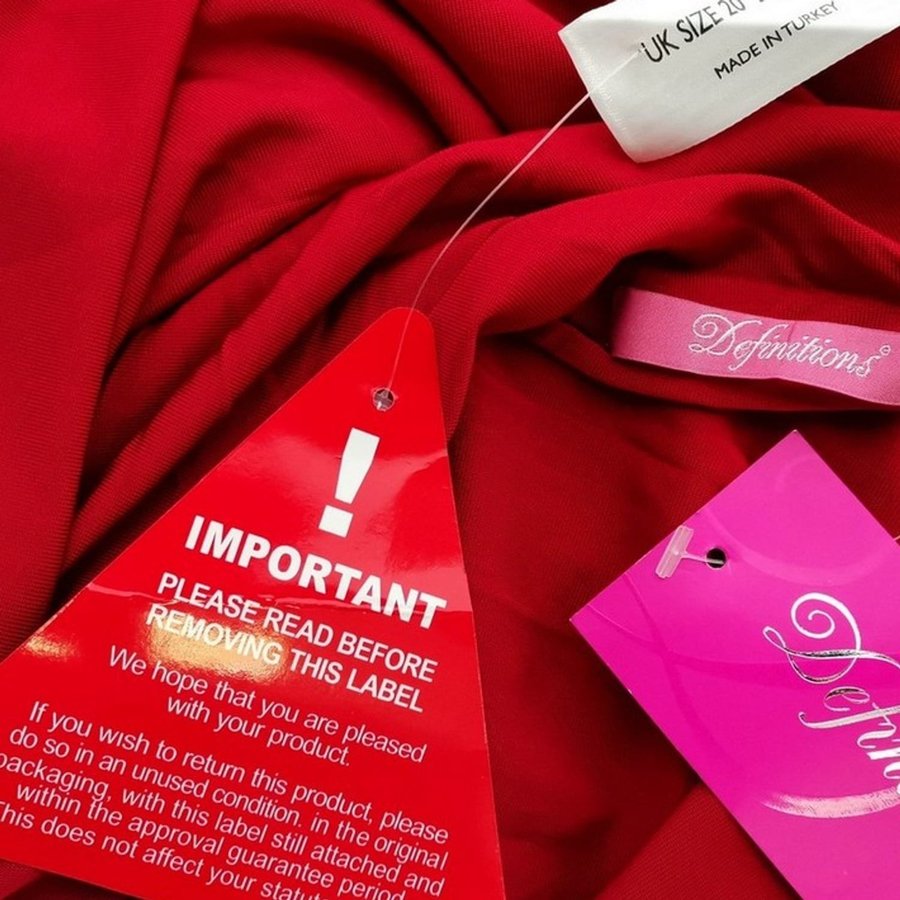 UK SIZE 20
MADE IN TURKEY
Definitions
!
IMPORTANT
PLEASE READ BEFORE
REMOVING THIS LABEL
We hope that you are pleased
with your product.
If you wish to return this product, please
do so in an unused condition, in the original
packaging, with this label still attached and
within the approval guarantee period.
This does not affect your